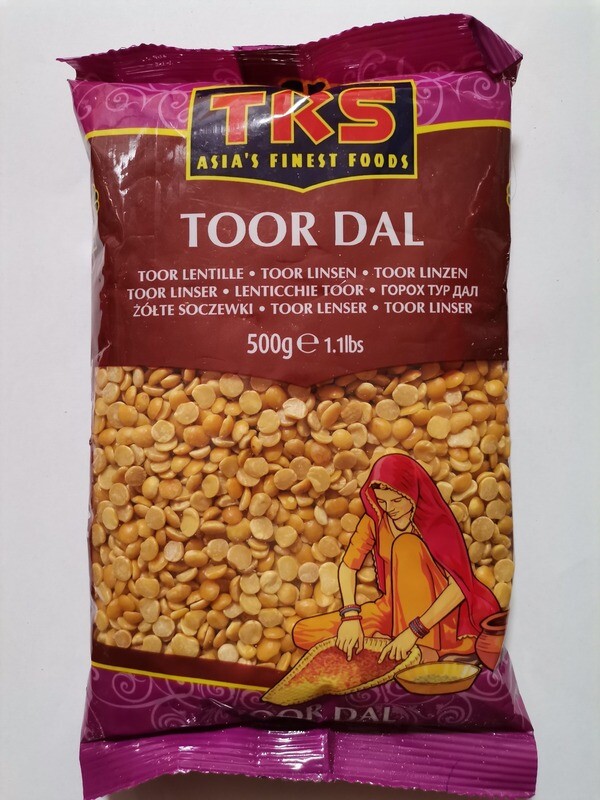 TRS
ASIA'S FINEST FOODS
TOOR DAL
TOOR LENTILLE • TOOR LINSEN • TOOR LINZEN
TOOR LINSER • LENTICCHIE TOOR • ГОРОХ ТУР ДАЛ
ŻÓŁTE SOCZEWKI • TOOR LENSER • TOOR LINSER
500g ℮ 1.1lbs
TOOR DAL